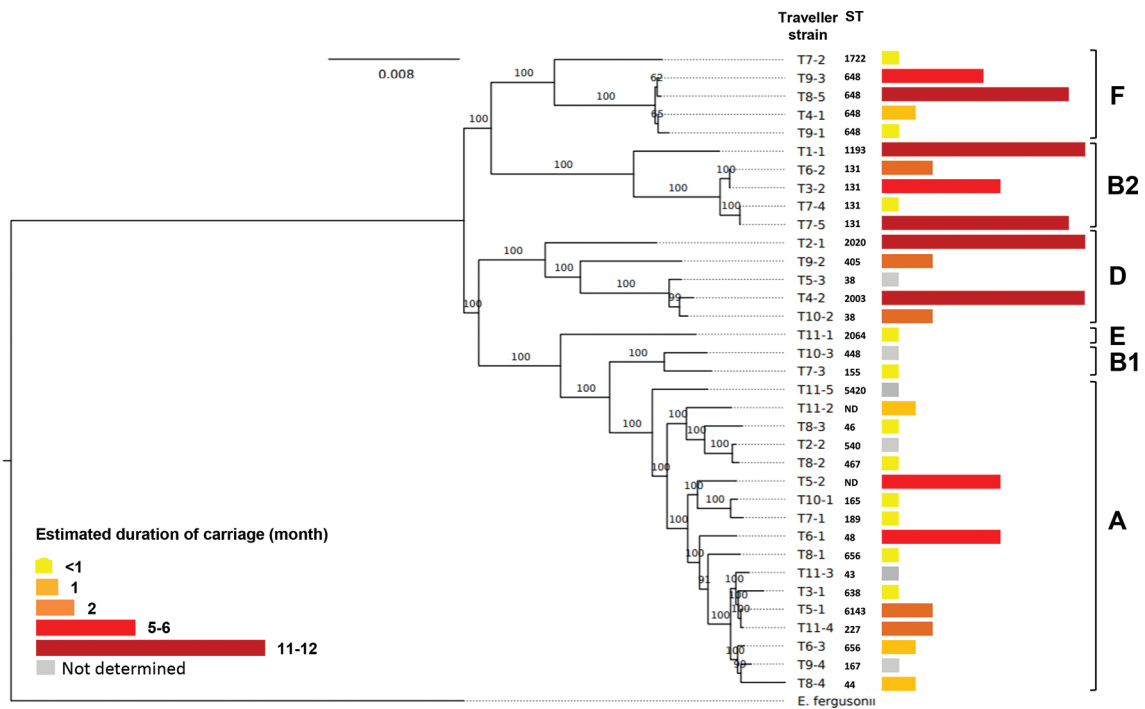 Traveller strain ST
0.008
T7-2 1722
T9-3 648
T8-5 648
T4-1 648
T9-1 648
F
T1-1 1193
T6-2 131
T3-2 131
T7-4 131
T7-5 131
B2
T2-1 2020
T9-2 405
T5-3 38
T4-2 2003
T10-2 38
D
T11-1 2064
E
T10-3 448
T7-3 155
B1
T11-5 5420
T11-2 ND
T8-3 46
T2-2 540
T8-2 467
T5-2 ND
T10-1 165
T7-1 189
T6-1 48
T8-1 656
T11-3 43
T3-1 638
T5-1 6143
T11-4 227
T6-3 656
T9-4 167
T8-4 44
A
E. fergusonii
100
100
62
100
65
100
100
100
100
100
100
100
100
99
100
100
100
100
100
100
100
100
100
100
100
100
91
100
100
100
100
100
99
Estimated duration of carriage (month)
<1
1
2
5-6
11-12
Not determined